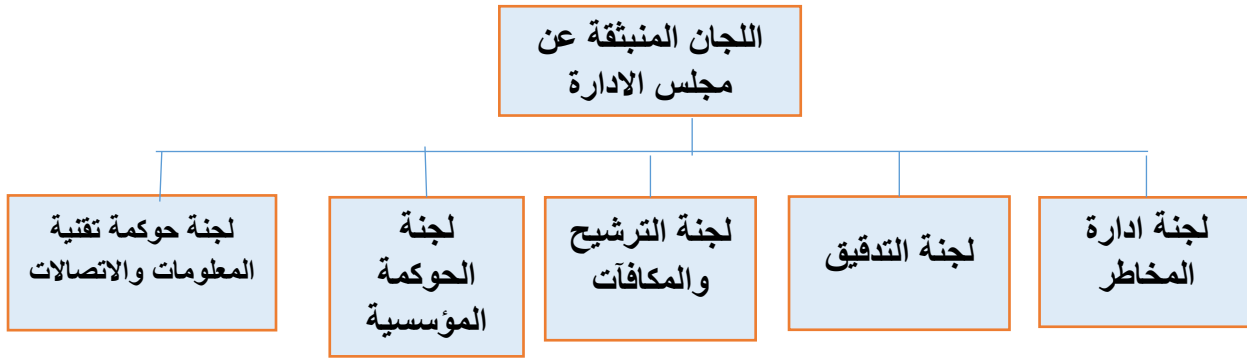 اللجان المنبثقة عن
مجلس الادارة
لجنة ادارة
المخاطر
لجنة التدقيق
لجنة الترشيح
والمكافآت
لجنة
الحوكمة
المؤسسية
لجنة حوكمة تقنية
المعلومات والاتصالات